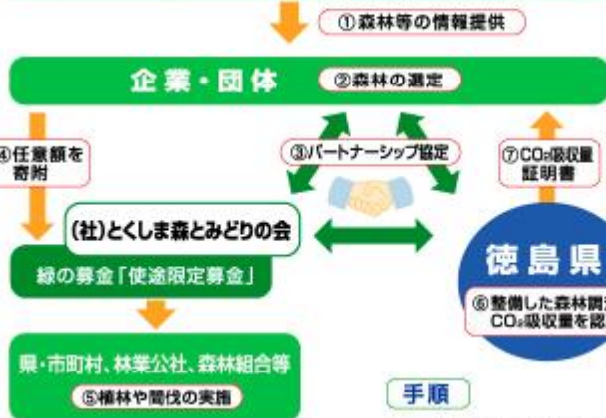 ①森林等の情報提供
企業・団体 ②森林の選定
④任意額を
寄附
③パートナーシップ協定
⑦CO₂吸収量
証明書
(社)とくしま森とみどりの会
緑の募金「使途限定募金」
徳島県
⑥整備した森林調
CO₂吸収量を認
県・市町村、林業公社、森林組合等
⑤植林や間伐の実施
手順